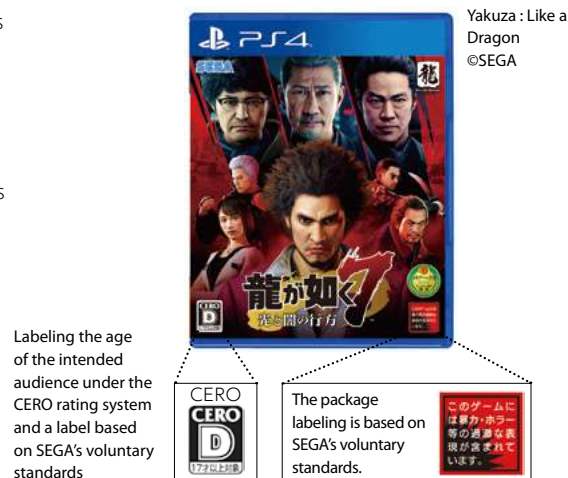 s
s
Yakuza : Like a
Dragon
©SEGA
PS4
SEGA
龍
龍が如く7
光と闇の行方
CERO
D
Labeling the age
of the intended
audience under the
CERO rating system
and a label based
on SEGA's voluntary
standards
CERO
CERO
D
17才以上対象
The package
labeling is based on
SEGA's voluntary
standards.
このゲームに
は暴力・ホラー
等の過激な表
現が含まれて
います。